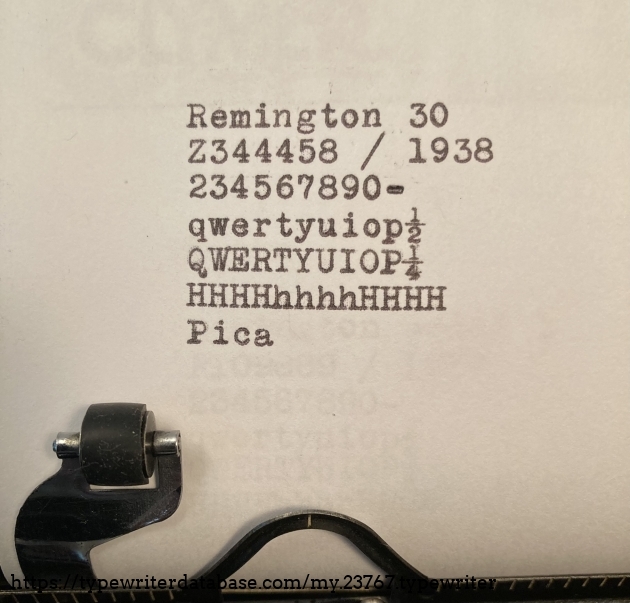 Remington 30
Z344458 / 1938
234567890-
qwertyuiop½
QWERTYUIOP¼
HHHHhhhhHHHH
Pica
https://typewriterdatabase.com/my.23767.typewriter